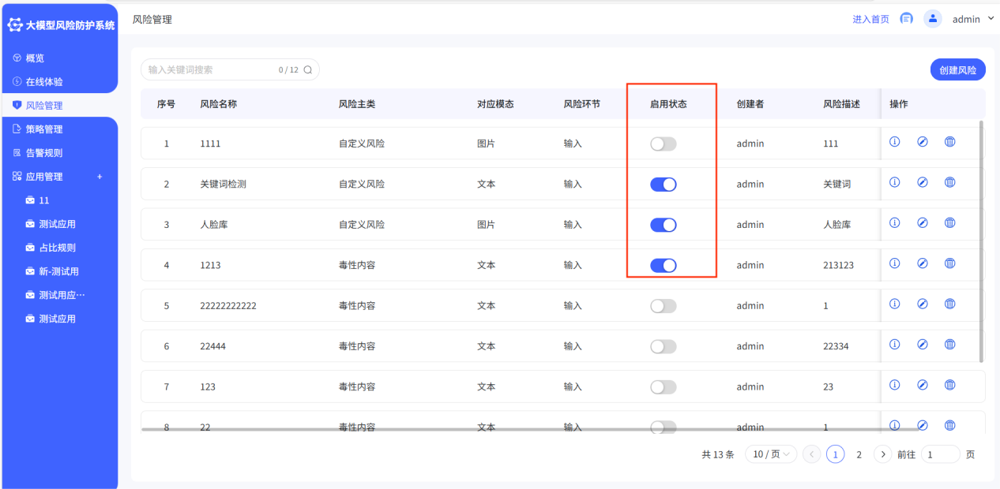 大模型风险防护系统
风险管理
进入首页 admin
概览
在线体验
风险管理
策略管理
告警规则
应用管理 +
11
测试应用
占比规则
新-测试用
测试用应…
测试应用
输入关键词搜索 0 / 12
创建风险
序号 风险名称 风险主类 对应模态 风险环节 启用状态 创建者 风险描述 操作
1 1111 自定义风险 图片 输入 admin 111
2 关键词检测 自定义风险 文本 输入 admin 关键词
3 人脸库 自定义风险 图片 输入 admin 人脸库
4 1213 毒性内容 文本 输入 admin 213123
5 22222222222 毒性内容 文本 输入 admin 1
6 22444 毒性内容 文本 输入 admin 22334
7 123 毒性内容 文本 输入 admin 23
8 22 毒性内容 文本 输入 admin 1
共 13 条 10 / 页 1 2 前往 1 页